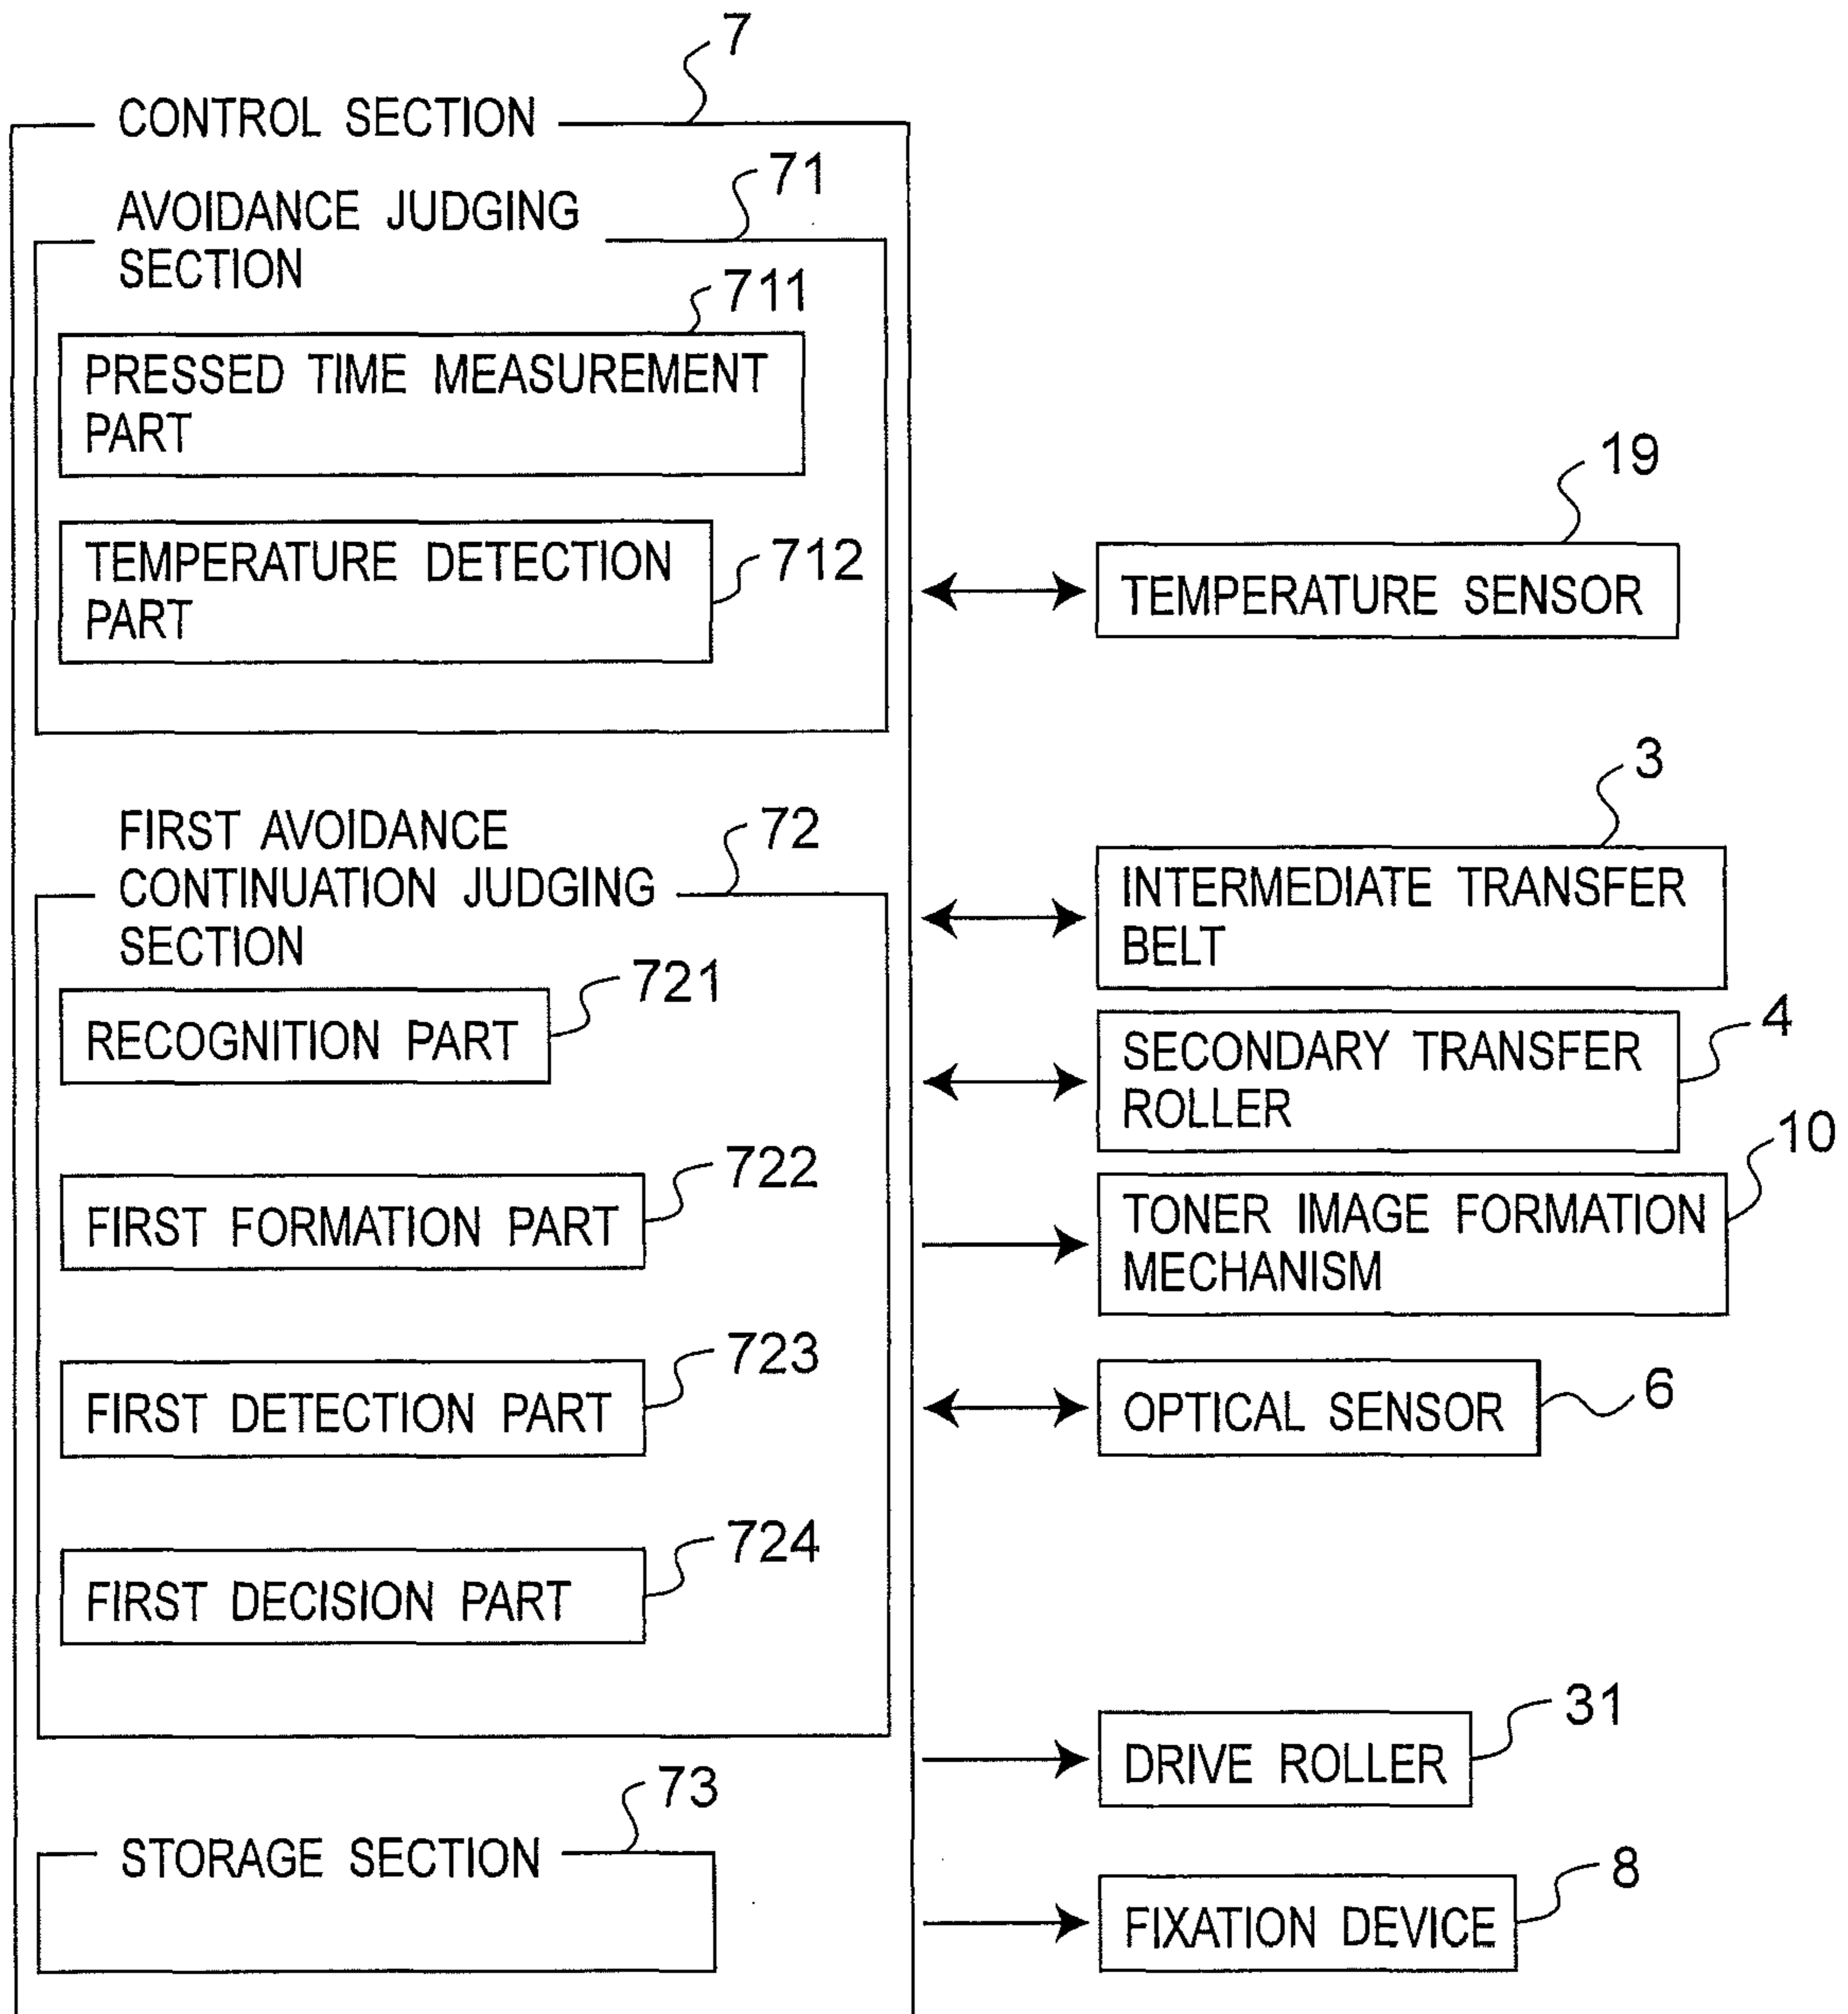 7
CONTROL SECTION
71
AVOIDANCE JUDGING
SECTION
711
PRESSED TIME MEASUREMENT
PART
TEMPERATURE DETECTION
PART
712
FIRST AVOIDANCE
CONTINUATION JUDGING
SECTION
72
721
RECOGNITION PART
722
FIRST FORMATION PART
723
FIRST DETECTION PART
724
FIRST DECISION PART
73
STORAGE SECTION
19
TEMPERATURE SENSOR
3
INTERMEDIATE TRANSFER
BELT
4
SECONDARY TRANSFER
ROLLER
10
TONER IMAGE FORMATION
MECHANISM
OPTICAL SENSOR
6
31
DRIVE ROLLER
8
FIXATION DEVICE